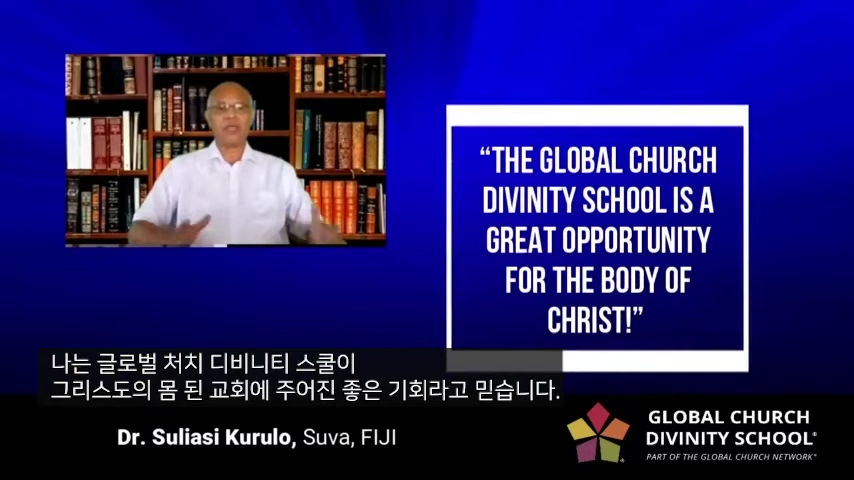 “THE GLOBAL CHURCH
DIVINITY SCHOOL IS A
GREAT OPPORTUNITY
FOR THE BODY OF
CHRIST!”
나는 글로벌 처치 디비니티 스쿨이
그리스도의 몸 된 교회에 주어진 좋은 기회라고 믿습니다.
Dr. Suliasi Kurulo, Suva, FIJI
GLOBAL CHURCH
DIVINITY SCHOOL®
PART OF THE GLOBAL CHURCH NETWORK™